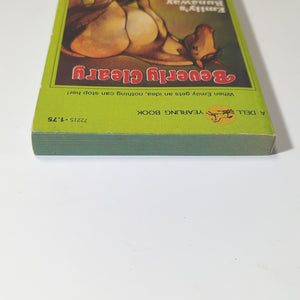 A DELL YEARLING BOOK
72215 • 1.75
When Emily gets an idea, nothing can stop her!
Beverly Cleary
Emily's
Runaway